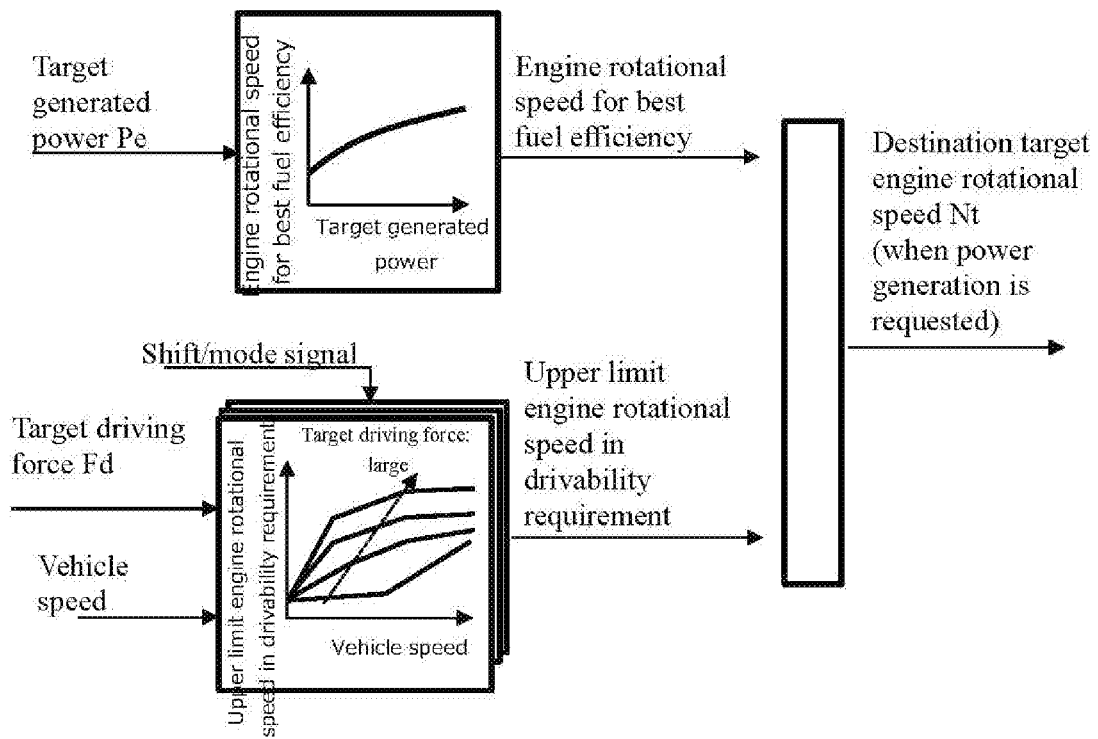 Target
generated
power Pe
Engine rotational speed
for best fuel efficiency
Target generated
power
Engine rotational
speed for best
fuel efficiency
Destination target
engine rotational
speed Nt
(when power
generation is
requested)
Shift/mode signal
Target driving
force Fd
Vehicle
speed
Upper limit engine rotational
speed in drivability requirement
Target driving force:
large
Vehicle speed
Upper limit
engine rotational
speed in
drivability
requirement